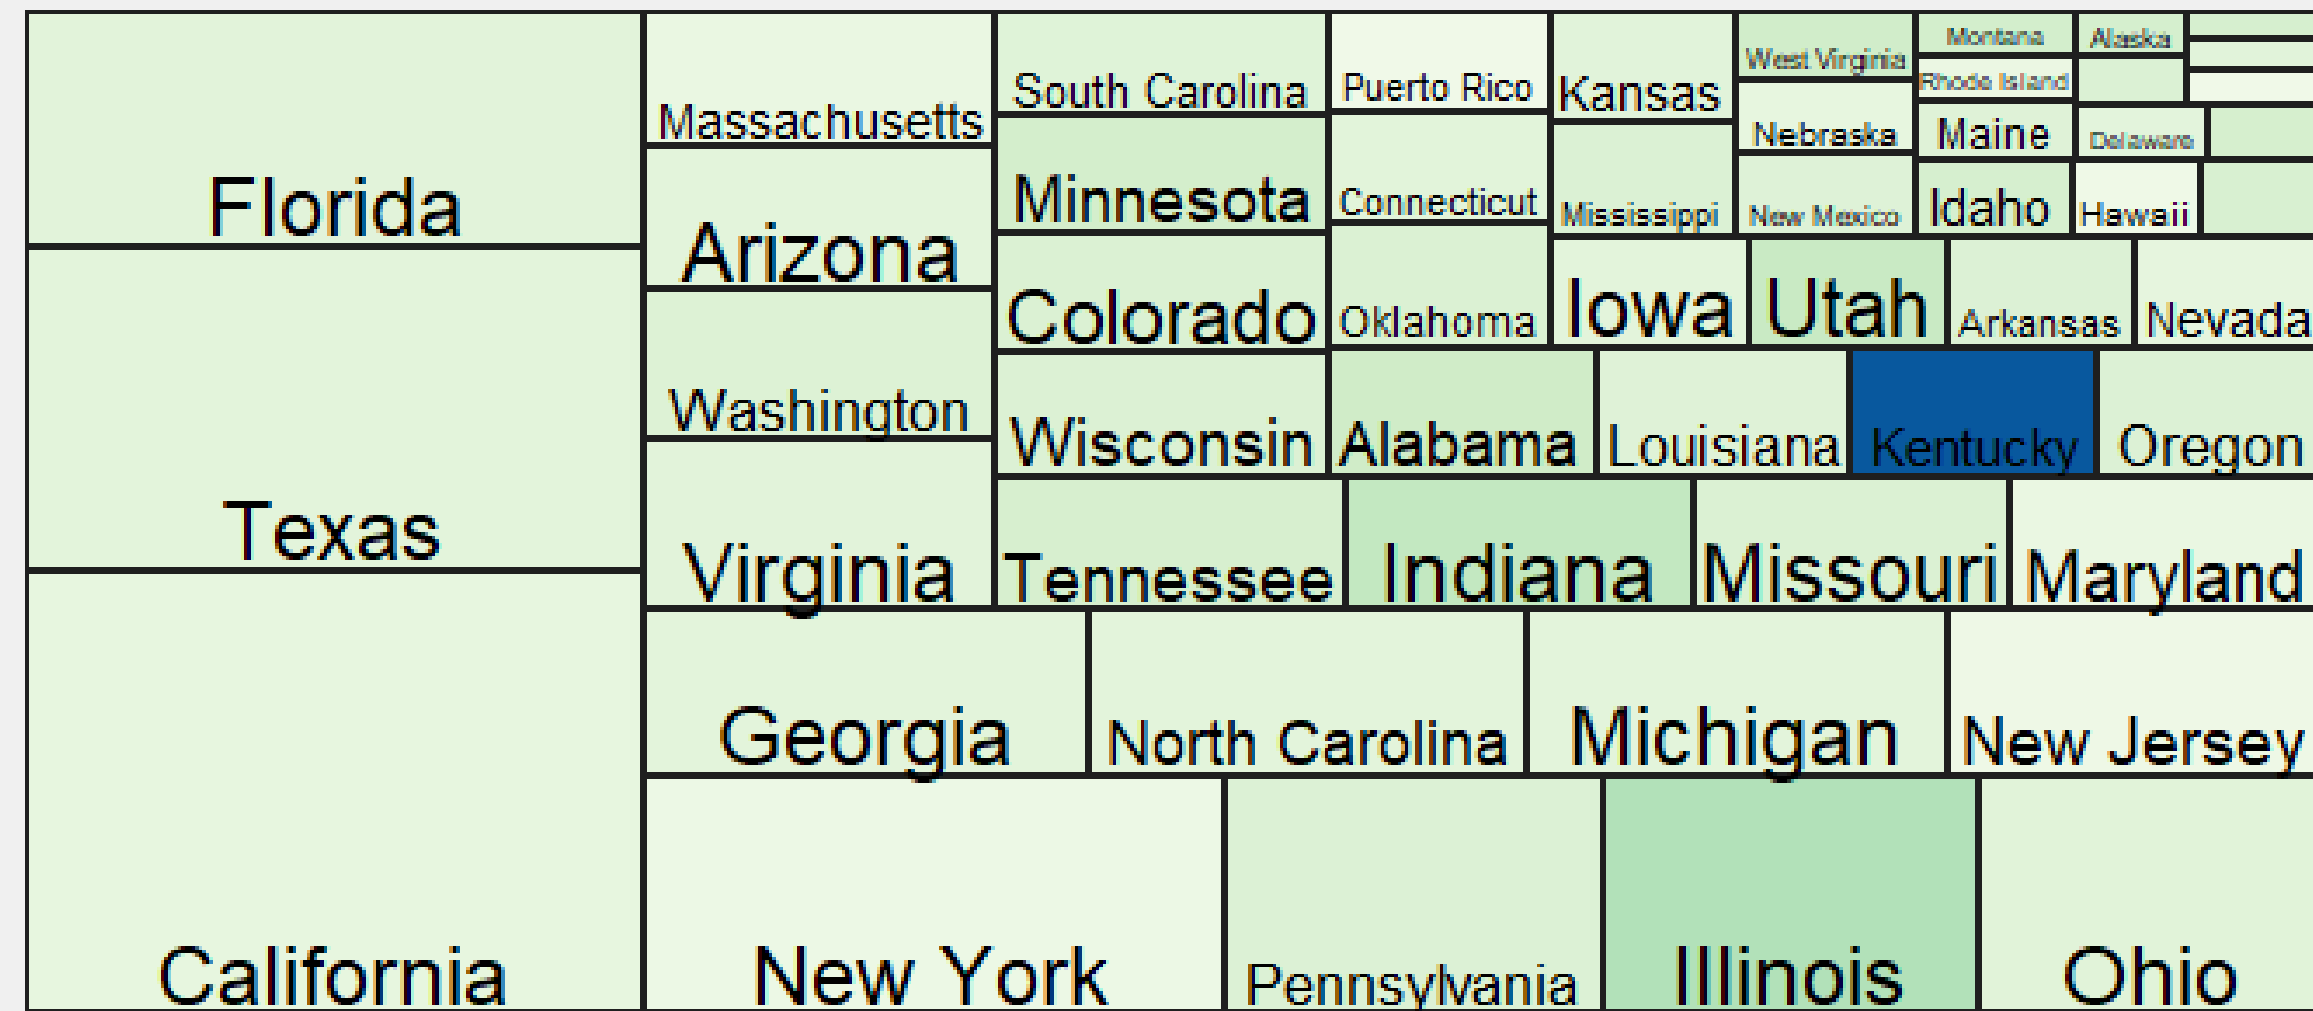 Florida
Texas
California
Massachusetts
Arizona
Washington
Virginia
South Carolina
Minnesota
Colorado
Wisconsin
Tennessee
Puerto Rico
Connecticut
Oklahoma
Kansas
Mississippi
West Virginia
Nebraska
New Mexico
Montana
Rhode Island
Maine
Idaho
Alaska
Delaware
Hawaii
Iowa
Utah
Arkansas
Nevada
Alabama
Louisiana
Kentucky
Oregon
Indiana
Missouri
Maryland
Georgia
North Carolina
Michigan
New Jersey
New York
Pennsylvania
Illinois
Ohio